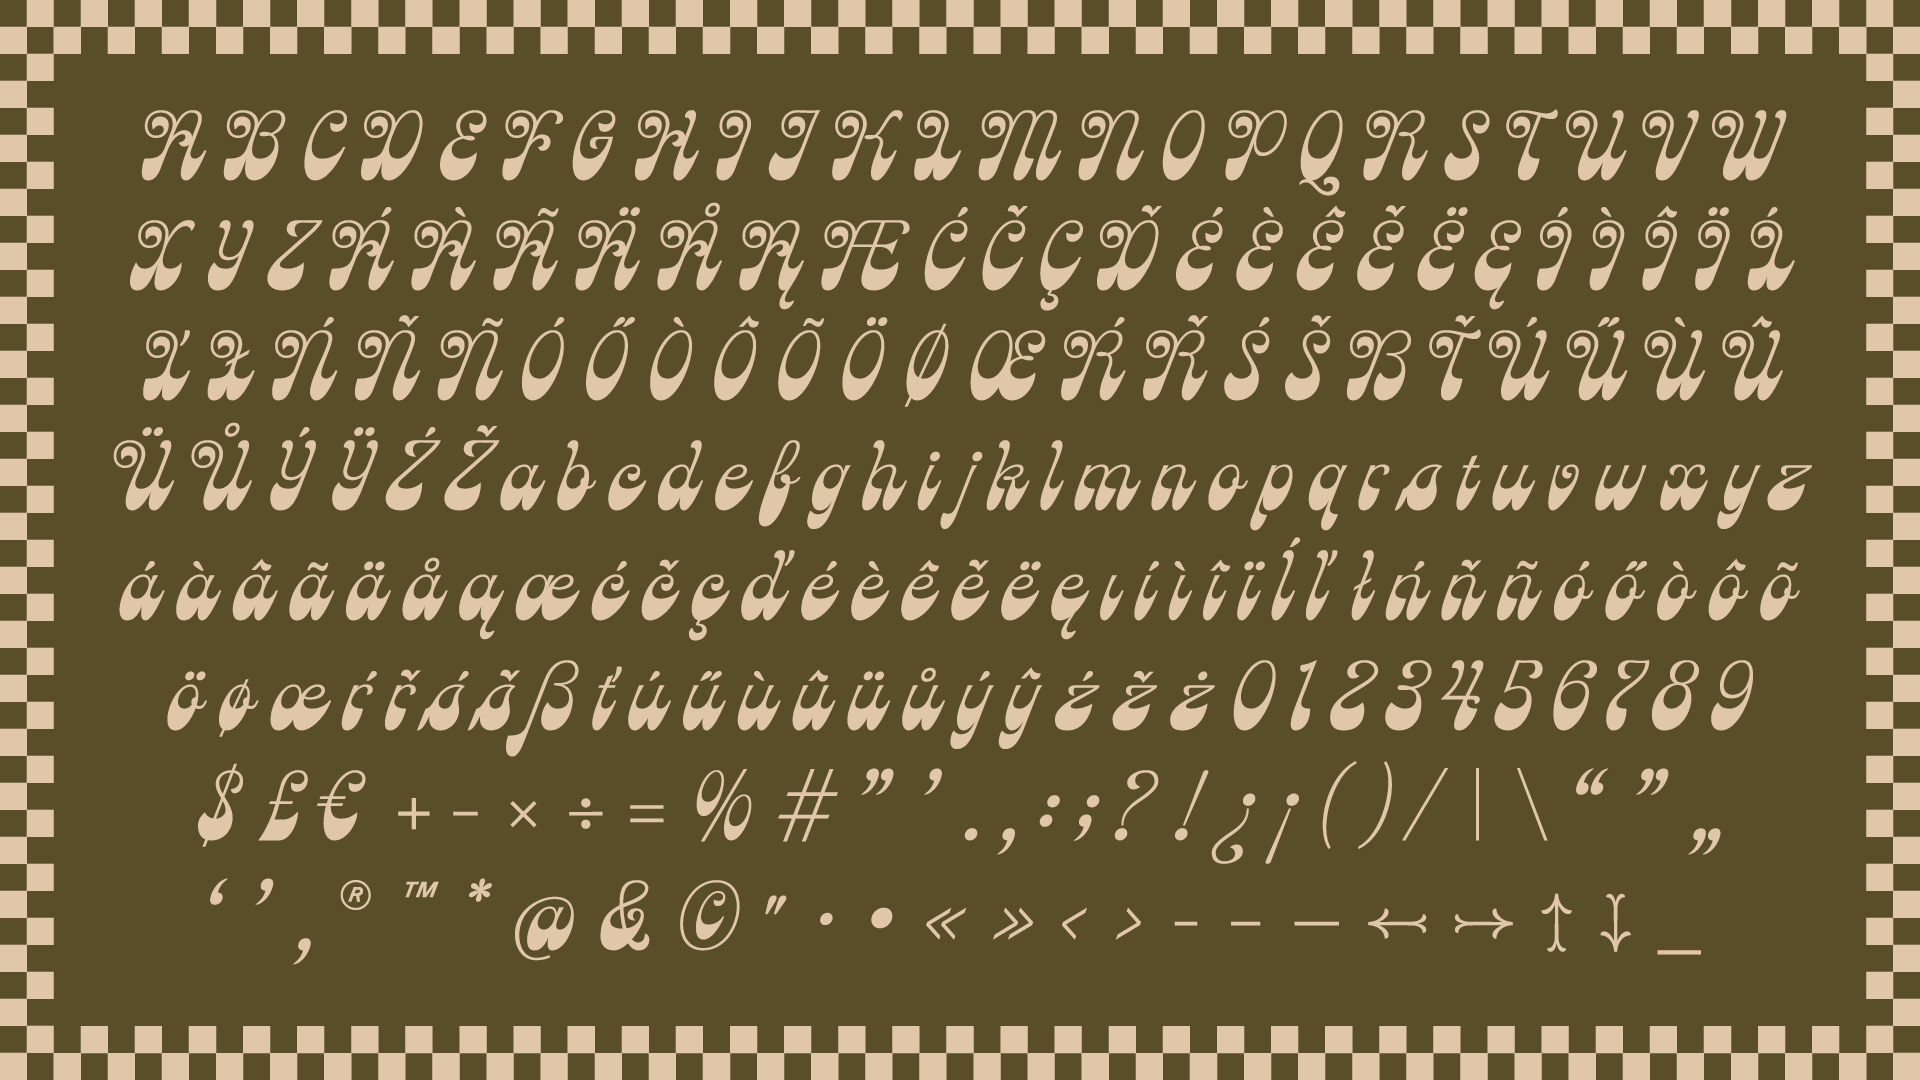 A B C D E F G H I J K L M N O P Q R S T U V W
X Y Z Á À Ã Ä Å Ą Æ Ć Č Ç Ď É È Ê Ě Ë Ę Í Ì Î Ï Ĺ
Ľ Ł Ń Ň Ñ Ó Ő Ò Ô Õ Ö Ø Œ Ŕ Ř Ś Š ẞ Ť Ú Ű Ù Û
Ü Ů Ý Ÿ Ź Ž a b c d e f g h i j k l m n o p q r s t u v w x y z
á à â ã ä å ą æ ć č ç ď é è ê ě ë ę ı í ì î ï ĺ ľ ł ń ň ñ ó ő ò ô õ
ö ø œ ŕ ř ś š ß ť ú ű ù û ü ů ý ŷ ź ž ż 0 1 2 3 4 5 6 7 8 9
$ £ € + − × ÷ = % # ” ’ . , : ; ? ! ¿ ¡ ( ) / | \ “ ” „
‘ ’ ‚ ® ™ * @ & © " · • « » ‹ › - – — ← → ↑ ↓ _